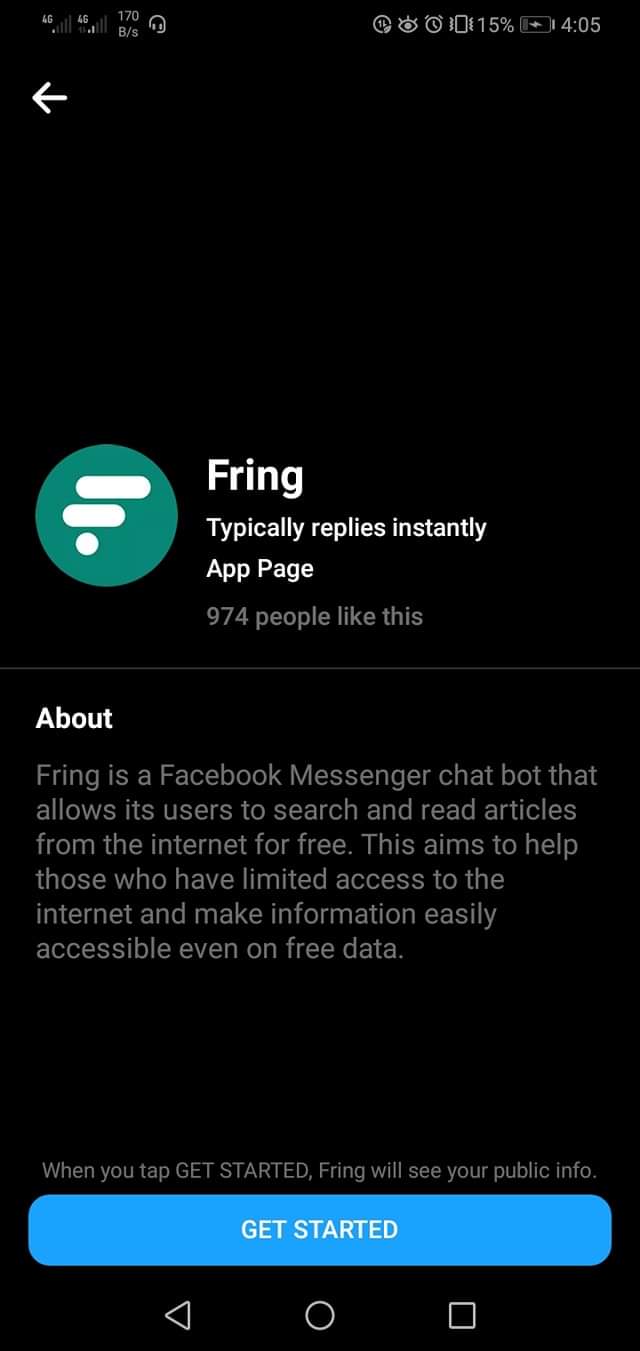 4G 4G 170 B/s 15% 4:05
Fring
Typically replies instantly
App Page
974 people like this
About
Fring is a Facebook Messenger chat bot that
allows its users to search and read articles
from the internet for free. This aims to help
those who have limited access to the
internet and make information easily
accessible even on free data.
When you tap GET STARTED, Fring will see your public info.
GET STARTED